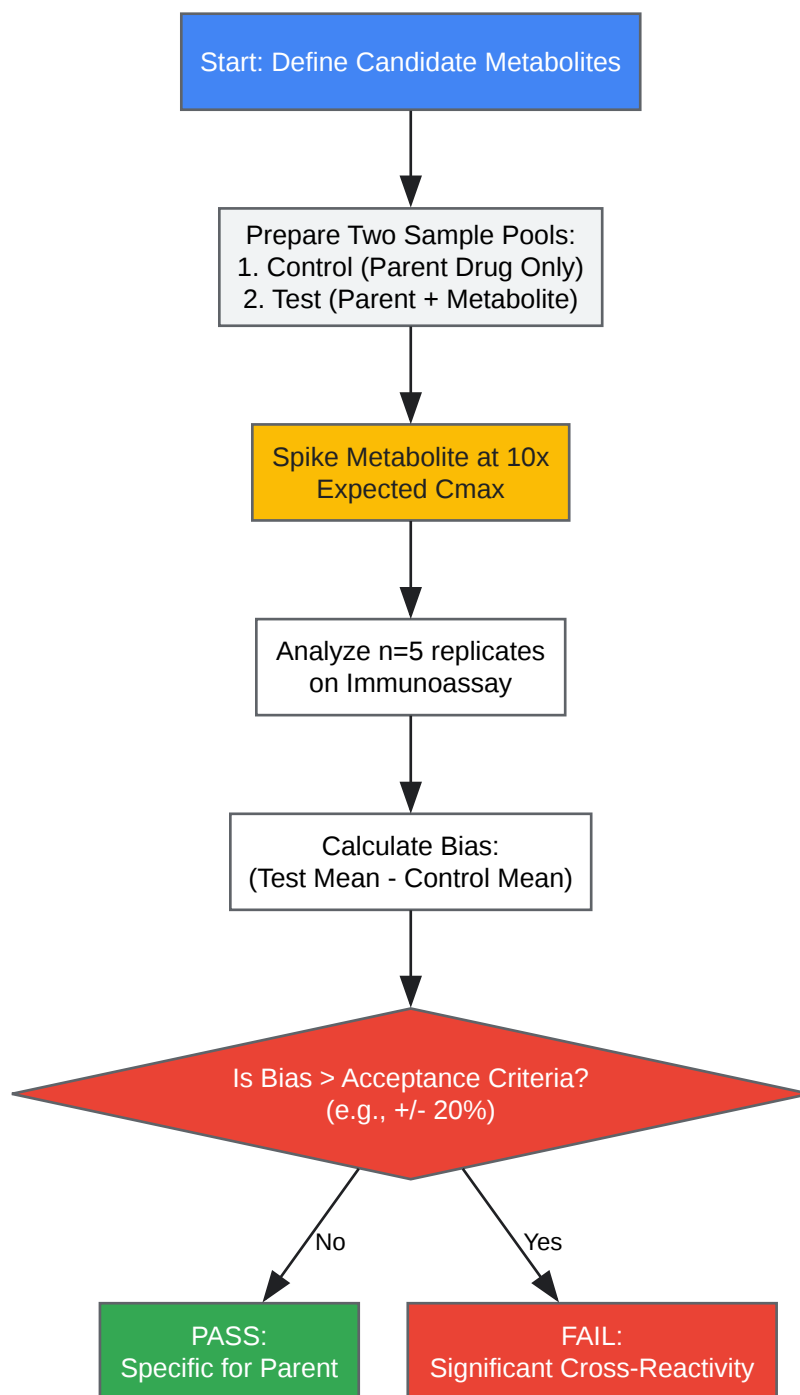 Start: Define Candidate Metabolites
Prepare Two Sample Pools:
1. Control (Parent Drug Only)
2. Test (Parent + Metabolite)
Spike Metabolite at 10x
Expected Cmax
Analyze n=5 replicates
on Immunoassay
Calculate Bias:
(Test Mean - Control Mean)
Is Bias > Acceptance Criteria?
(e.g., +/- 20%)
No
Yes
PASS:
Specific for Parent
FAIL:
Significant Cross-Reactivity